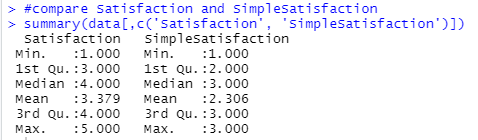 > #compare Satisfaction and SimpleSatisfaction
> summary(data[,c('Satisfaction', 'SimpleSatisfaction')])
Satisfaction SimpleSatisfaction
Min. :1.000 Min. :1.000
1st Qu.:3.000 1st Qu.:2.000
Median :4.000 Median :3.000
Mean :3.379 Mean :2.306
3rd Qu.:4.000 3rd Qu.:3.000
Max. :5.000 Max. :3.000